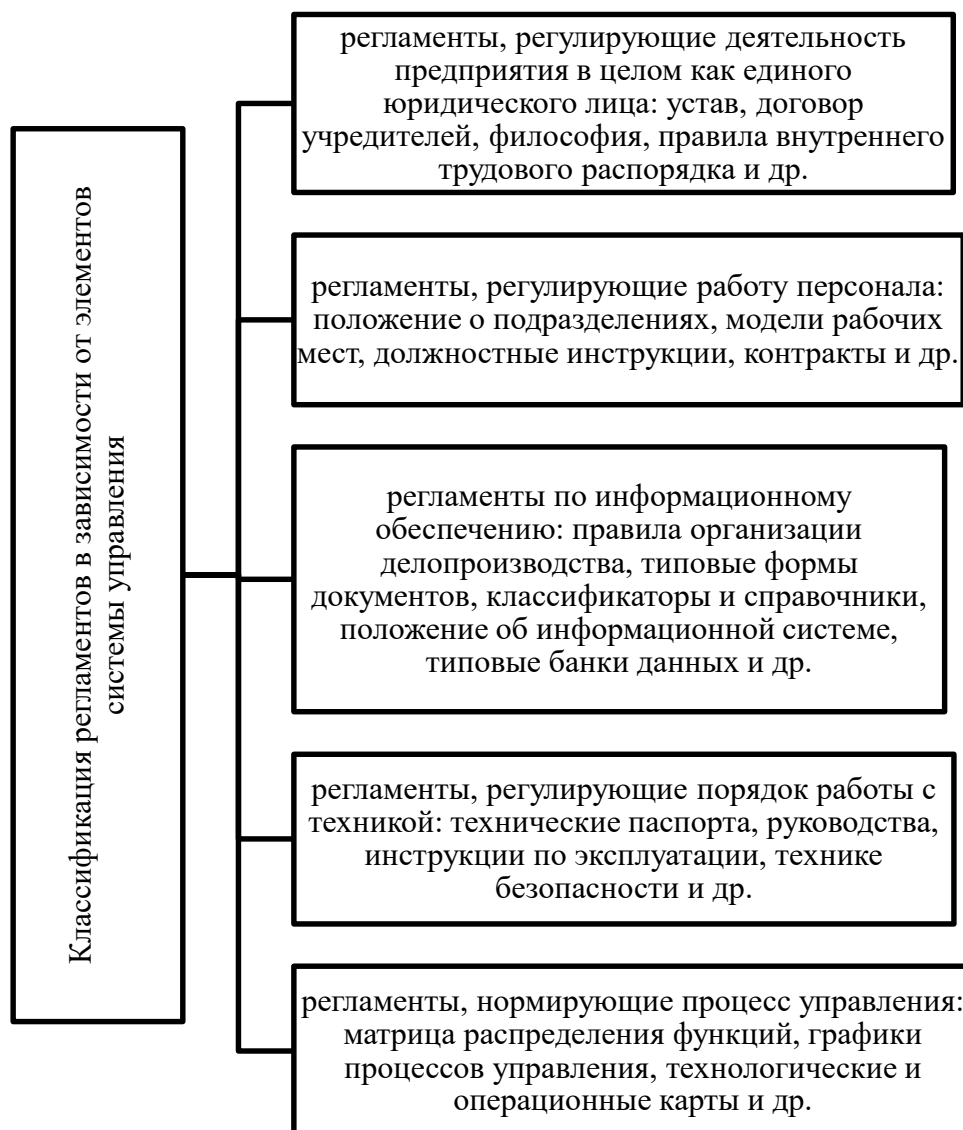 Классификация регламентов в зависимости от элементов
системы управления
регламенты, регулирующие деятельность
предприятия в целом как единого
юридического лица: устав, договор
учредителей, философия, правила внутреннего
трудового распорядка и др.
регламенты, регулирующие работу персонала:
положение о подразделениях, модели рабочих
мест, должностные инструкции, контракты и др.
регламенты по информационному
обеспечению: правила организации
делопроизводства, типовые формы
документов, классификаторы и справочники,
положение об информационной системе,
типовые банки данных и др.
регламенты, регулирующие порядок работы с
техникой: технические паспорта, руководства,
инструкции по эксплуатации, технике
безопасности и др.
регламенты, нормирующие процесс управления:
матрица распределения функций, графики
процессов управления, технологические и
операционные карты и др.